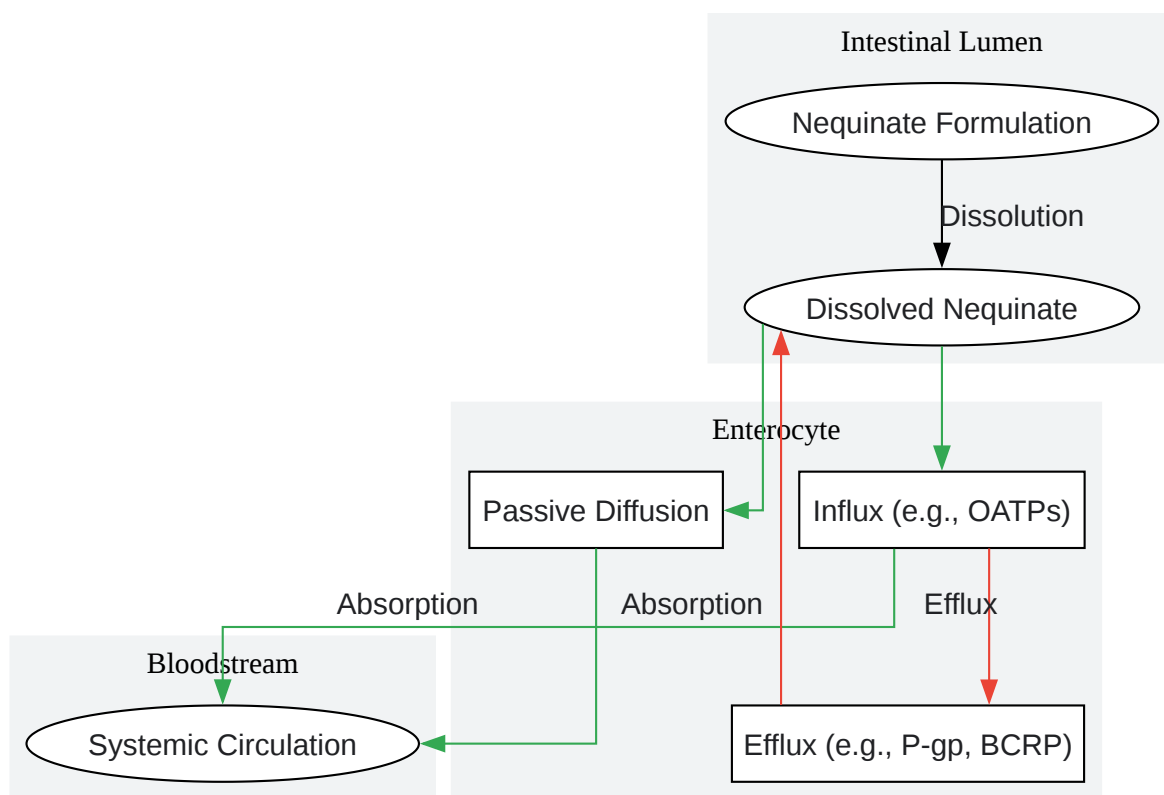 Intestinal Lumen
Nequinate Formulation
Dissolution
Dissolved Nequinate
Enterocyte
Passive Diffusion
Influx (e.g., OATPs)
Absorption
Absorption
Efflux
Bloodstream
Systemic Circulation
Efflux (e.g., P-gp, BCRP)